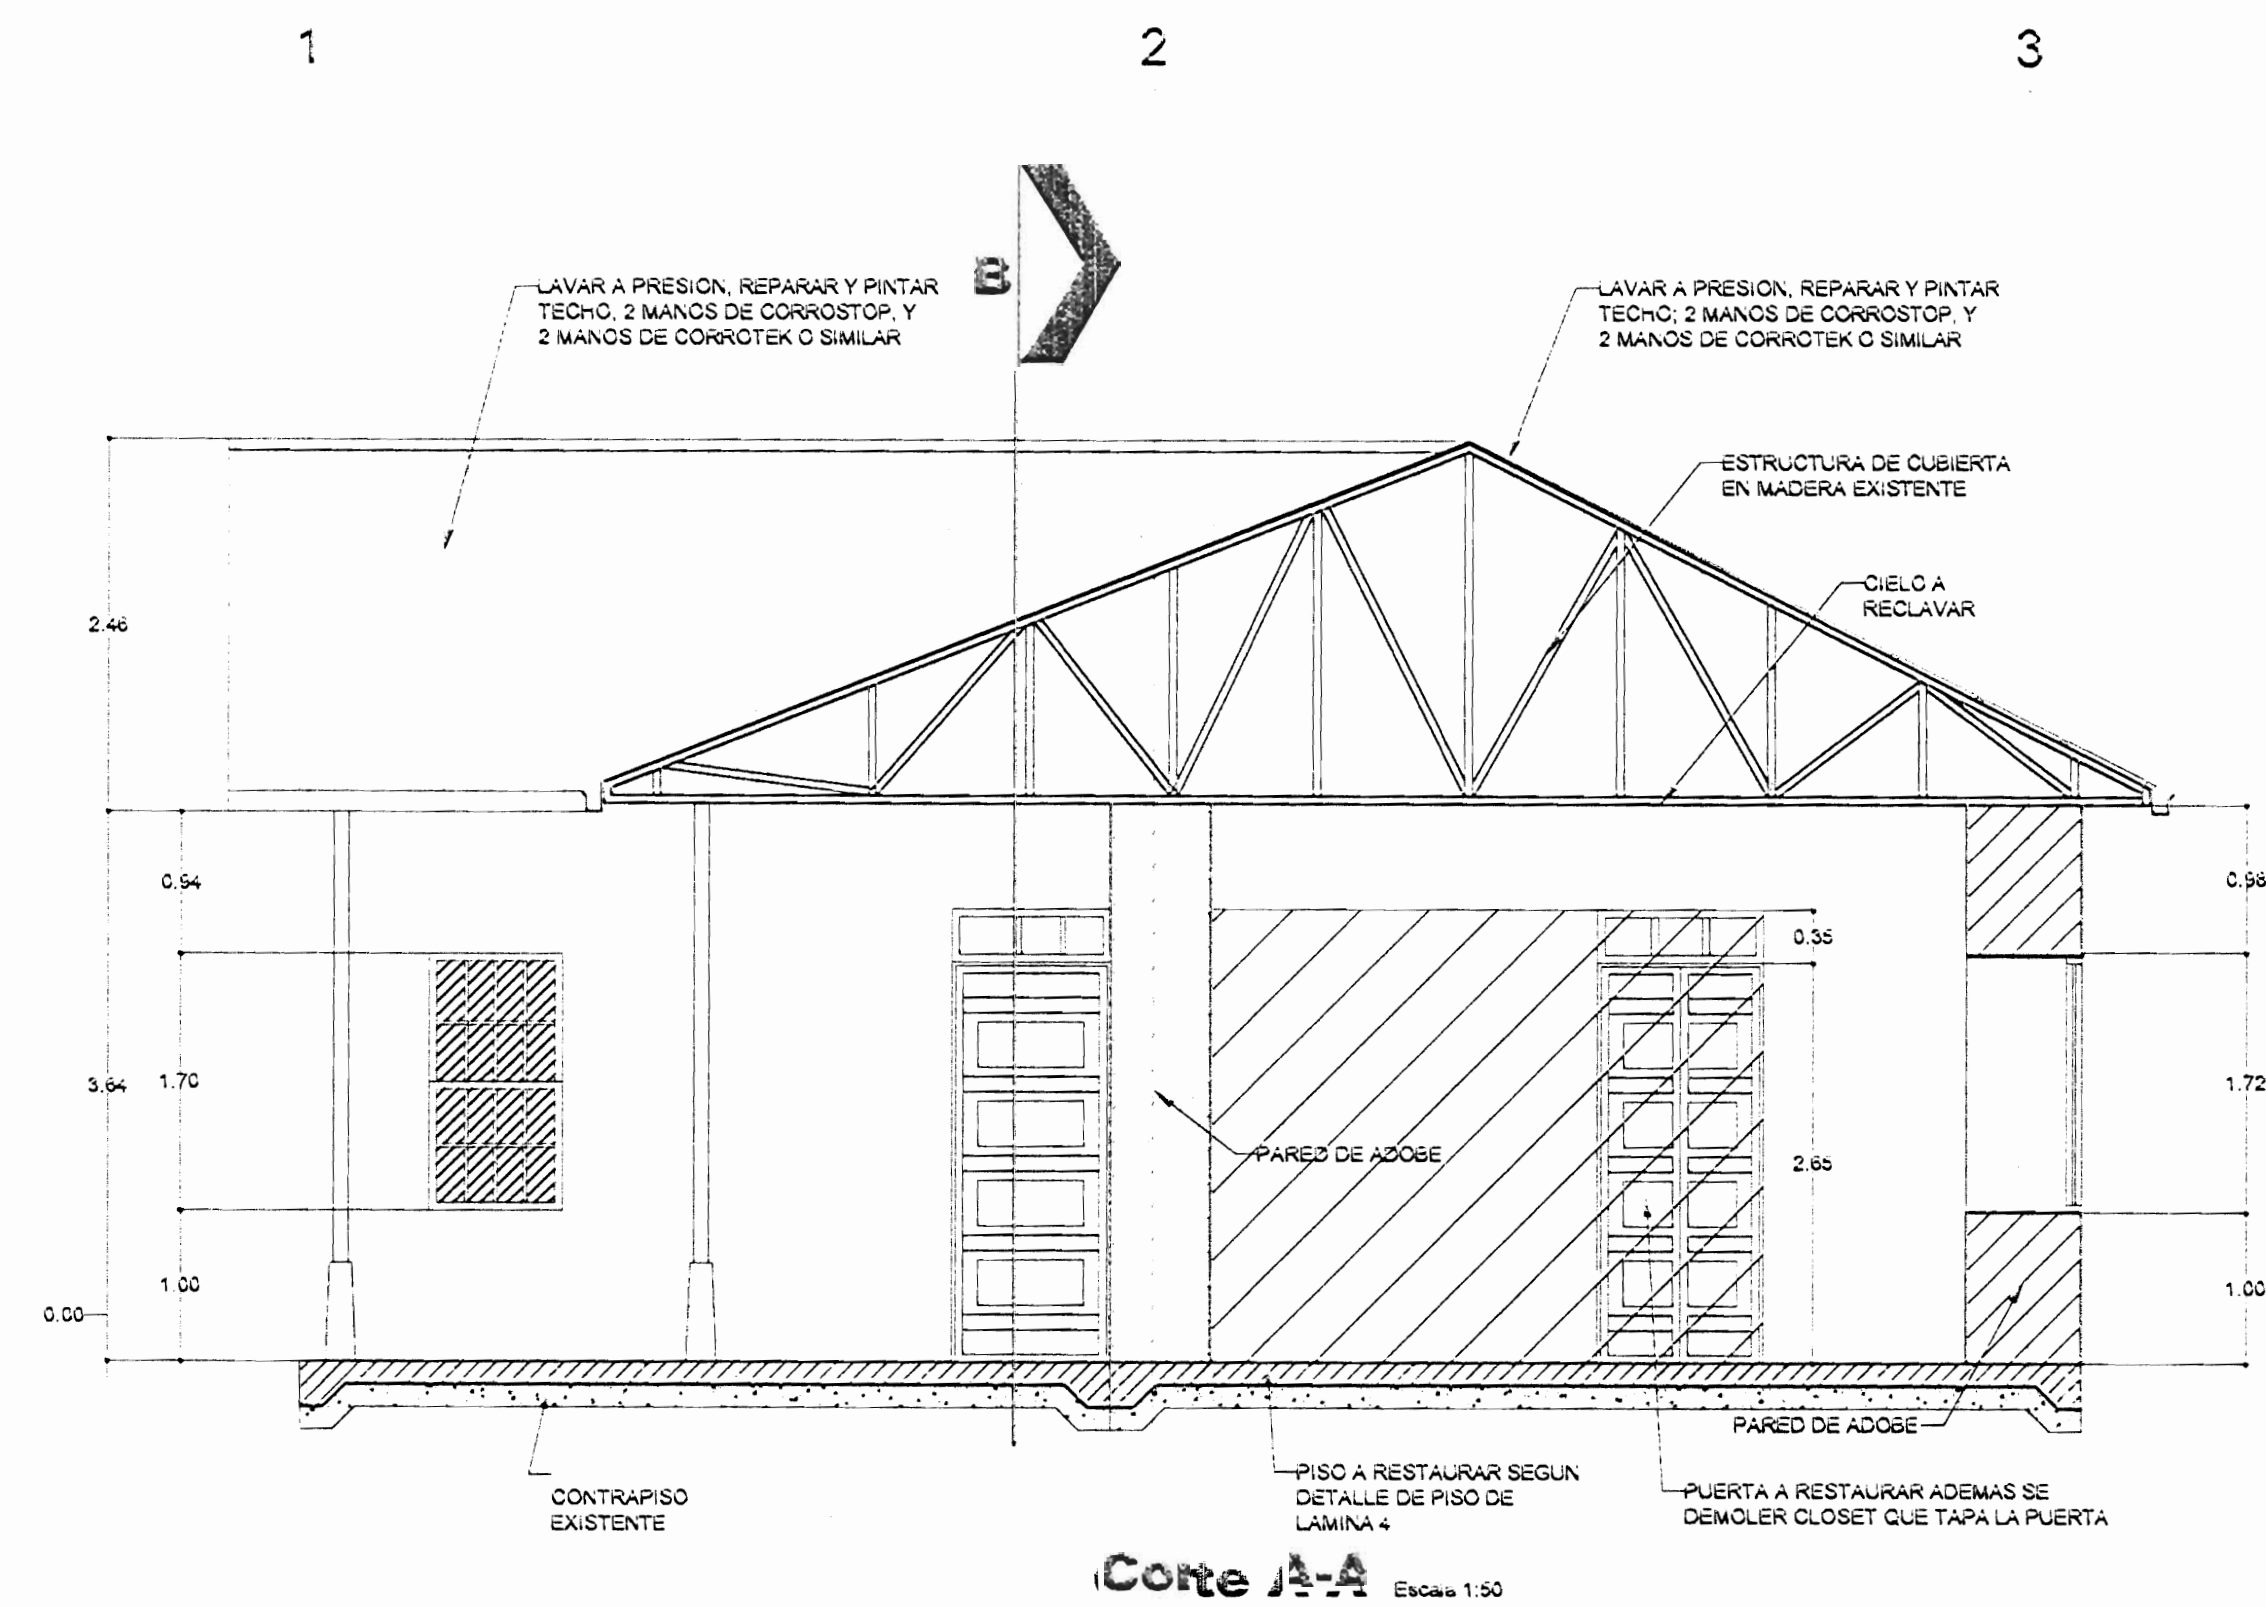 1
2
3
B
LAVAR A PRESION, REPARAR Y PINTAR
TECHO, 2 MANOS DE CORROSTOP, Y
2 MANOS DE CORROTEK O SIMILAR
LAVAR A PRESION, REPARAR Y PINTAR
TECHO; 2 MANOS DE CORROSTOP, Y
2 MANOS DE CORROTEK O SIMILAR
ESTRUCTURA DE CUBIERTA
EN MADERA EXISTENTE
CIELO A
RECLAVAR
2.46
0.94
0.98
0.35
3.64
1.70
1.72
PARED DE ADOBE
2.65
1.00
1.00
0.00
PARED DE ADOBE
CONTRAPISO
EXISTENTE
PISO A RESTAURAR SEGUN
DETALLE DE PISO DE
LAMINA 4
PUERTA A RESTAURAR ADEMAS SE
DEMOLER CLOSET QUE TAPA LA PUERTA
Corte A-A
Escala 1:50